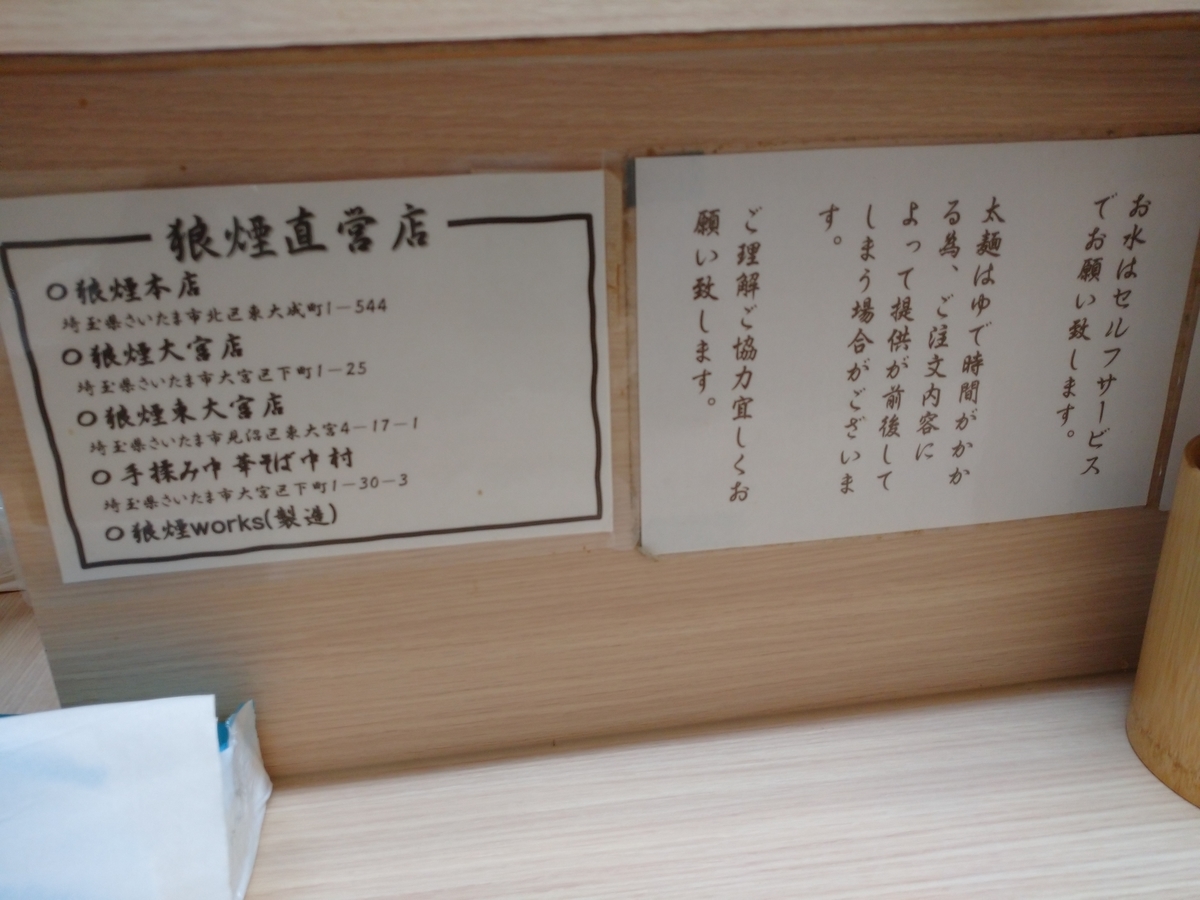 狼煙直営店
○狼煙本店
埼玉県さいたま市北区東大成町1－544
○狼煙大宮店
埼玉県さいたま市大宮区下町1－25
○狼煙東大宮店
埼玉県さいたま市見沼区東大宮4－17－1
○手揉み中華そば中村
埼玉県さいたま市大宮区下町1－30－3
○狼煙works(製造)
お水はセルフサービス
でお願い致します。
太麺はゆで時間がかか
る為、ご注文内容に
よって提供が前後して
しまう場合がございま
す。
ご理解ご協力宜しくお
願い致します。